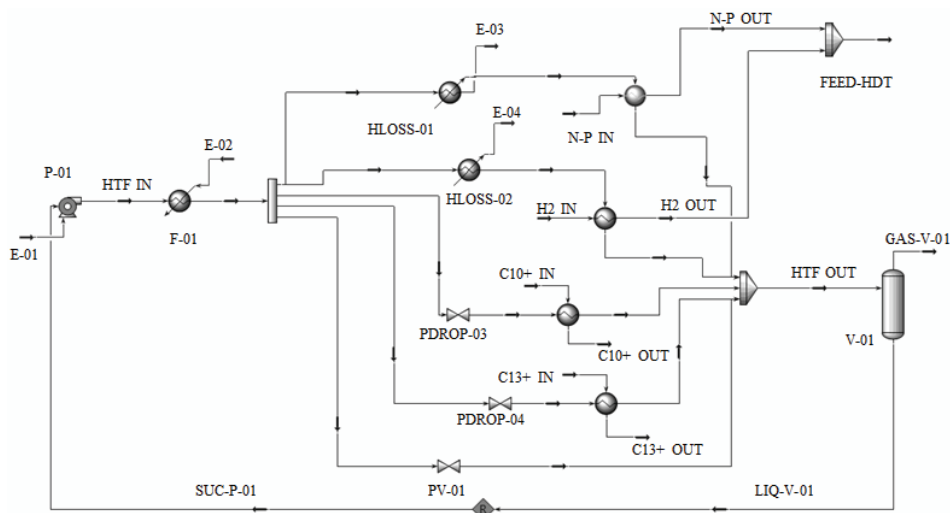 N-P OUT
E-03
FEED-HDT
HLOSS-01
E-04
N-P IN
E-02
P-01
HTF IN
HLOSS-02
H2 IN
H2 OUT
F-01
E-01
GAS-V-01
C10+ IN
HTF OUT
PDROP-03
V-01
C10+ OUT
C13+ IN
PDROP-04
C13+ OUT
SUC-P-01
PV-01
LIQ-V-01
R